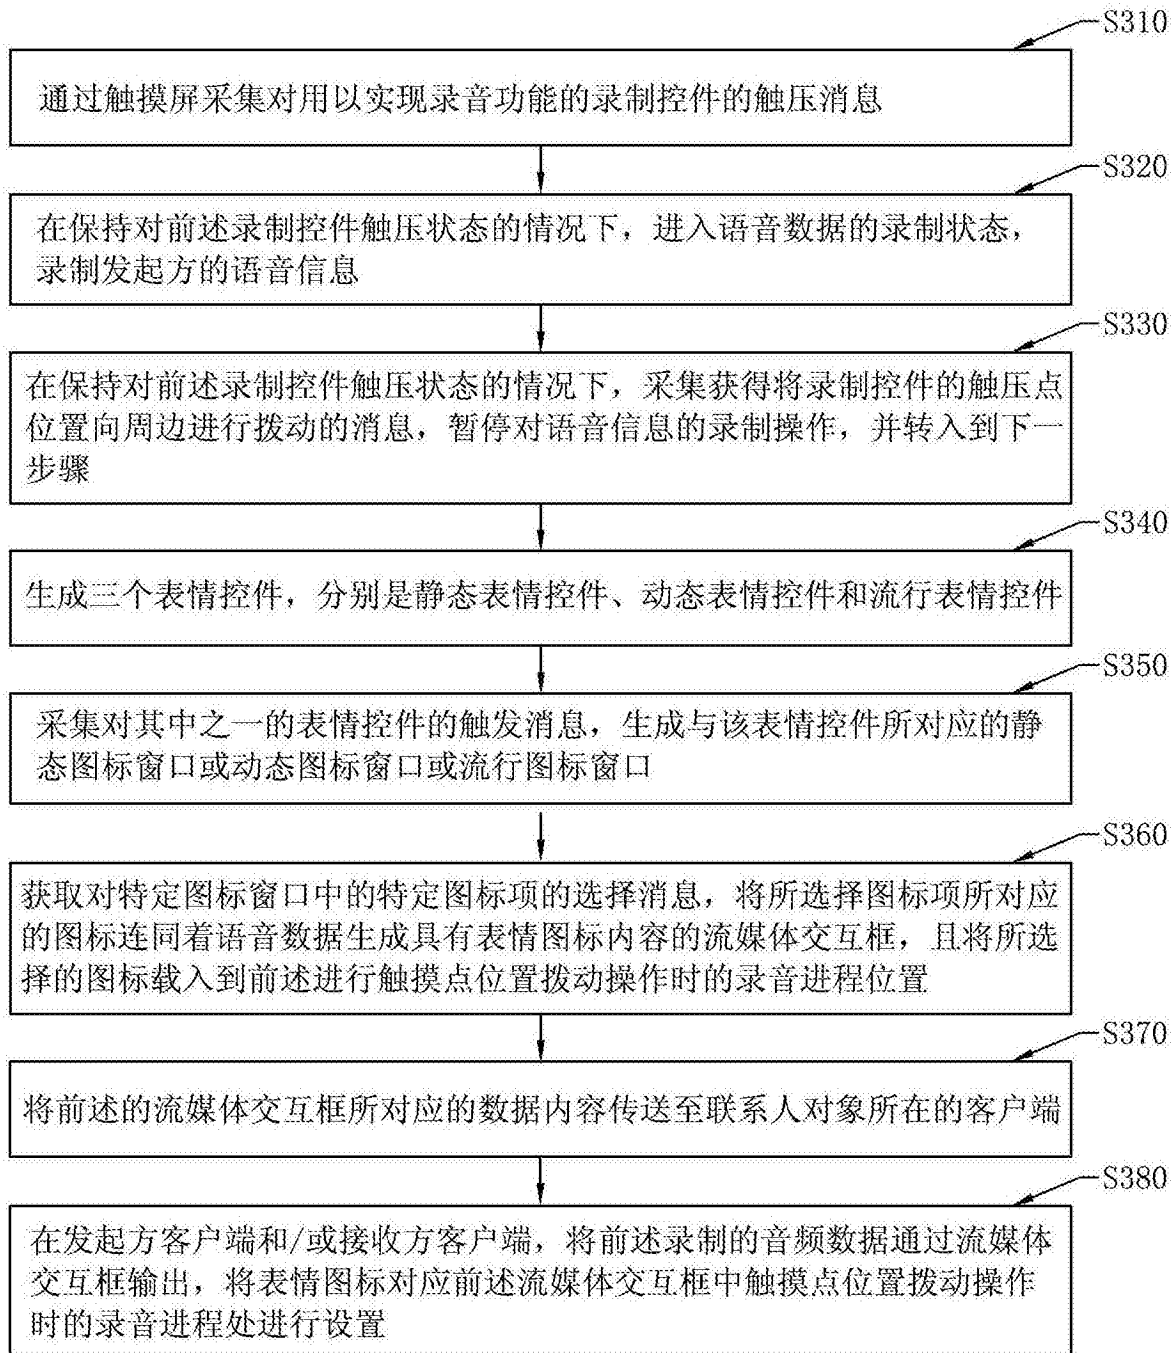 S310
通过触摸屏采集对用以实现录音功能的录制控件的触压消息
S320
在保持对前述录制控件触压状态的情况下，进入语音数据的录制状态，
录制发起方的语音信息
S330
在保持对前述录制控件触压状态的情况下，采集获得将录制控件的触压点
位置向周边进行拨动的消息，暂停对语音信息的录制操作，并转入到下一
步骤
S340
生成三个表情控件，分别是静态表情控件、动态表情控件和流行表情控件
S350
采集对其中之一的表情控件的触发消息，生成与该表情控件所对应的静
态图标窗口或动态图标窗口或流行图标窗口
S360
获取对特定图标窗口中的特定图标项的选择消息，将所选择图标项所对应
的图标连同着语音数据生成具有表情图标内容的流媒体交互框，且将所选
择的图标载入到前述进行触摸点位置拨动操作时的录音进程位置
S370
将前述的流媒体交互框所对应的数据内容传送至联系人对象所在的客户端
S380
在发起方客户端和/或接收方客户端，将前述录制的音频数据通过流媒体
交互框输出，将表情图标对应前述流媒体交互框中触摸点位置拨动操作
时的录音进程处进行设置